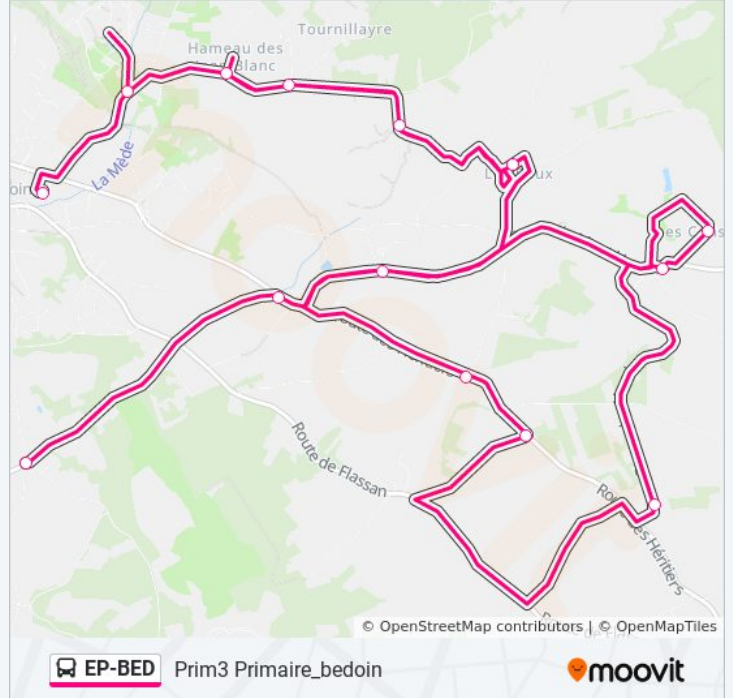 Tournillayre
Hameau des
Blanc
La Mède
Route de Flassan
des Héritiers
© OpenStreetMap contributors | © OpenMapTiles
EP-BED Prim3 Primaire_bedoin
moovit